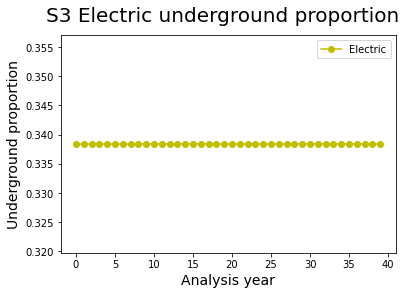 S3 Electric underground proportion
Electric
0.355
0.350
0.345
0.340
0.335
0.330
0.325
0.320
Underground proportion
0 5 10 15 20 25 30 35 40
Analysis year